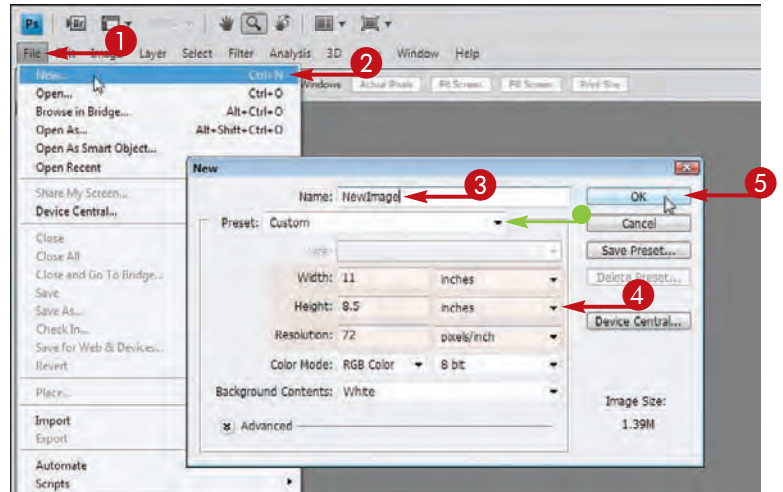 Ps Br
File Edit Image Layer Select Filter Analysis 3D Window Help
1
2
New... Ctrl+N
Windows Actual Pixels Fit Screen Fill Screen Print Size
Open... Ctrl+O
Browse in Bridge... Alt+Ctrl+O
Open As... Alt+Shift+Ctrl+O
Open As Smart Object...
Open Recent
Share My Screen...
Device Central...
Close
Close All
Close and Go To Bridge...
Save
Save As...
Check In...
Save for Web & Devices...
Revert
Place...
Import
Export
Automate
Scripts
New
Name: NewImage
3
OK
5
Preset: Custom
Cancel
Size:
Save Preset...
Width: 11 inches
Delete Preset...
Height: 8.5 inches
4
Device Central...
Resolution: 72 pixels/inch
Color Mode: RGB Color 8 bit
Background Contents: White
Image Size:
1.39M
Advanced